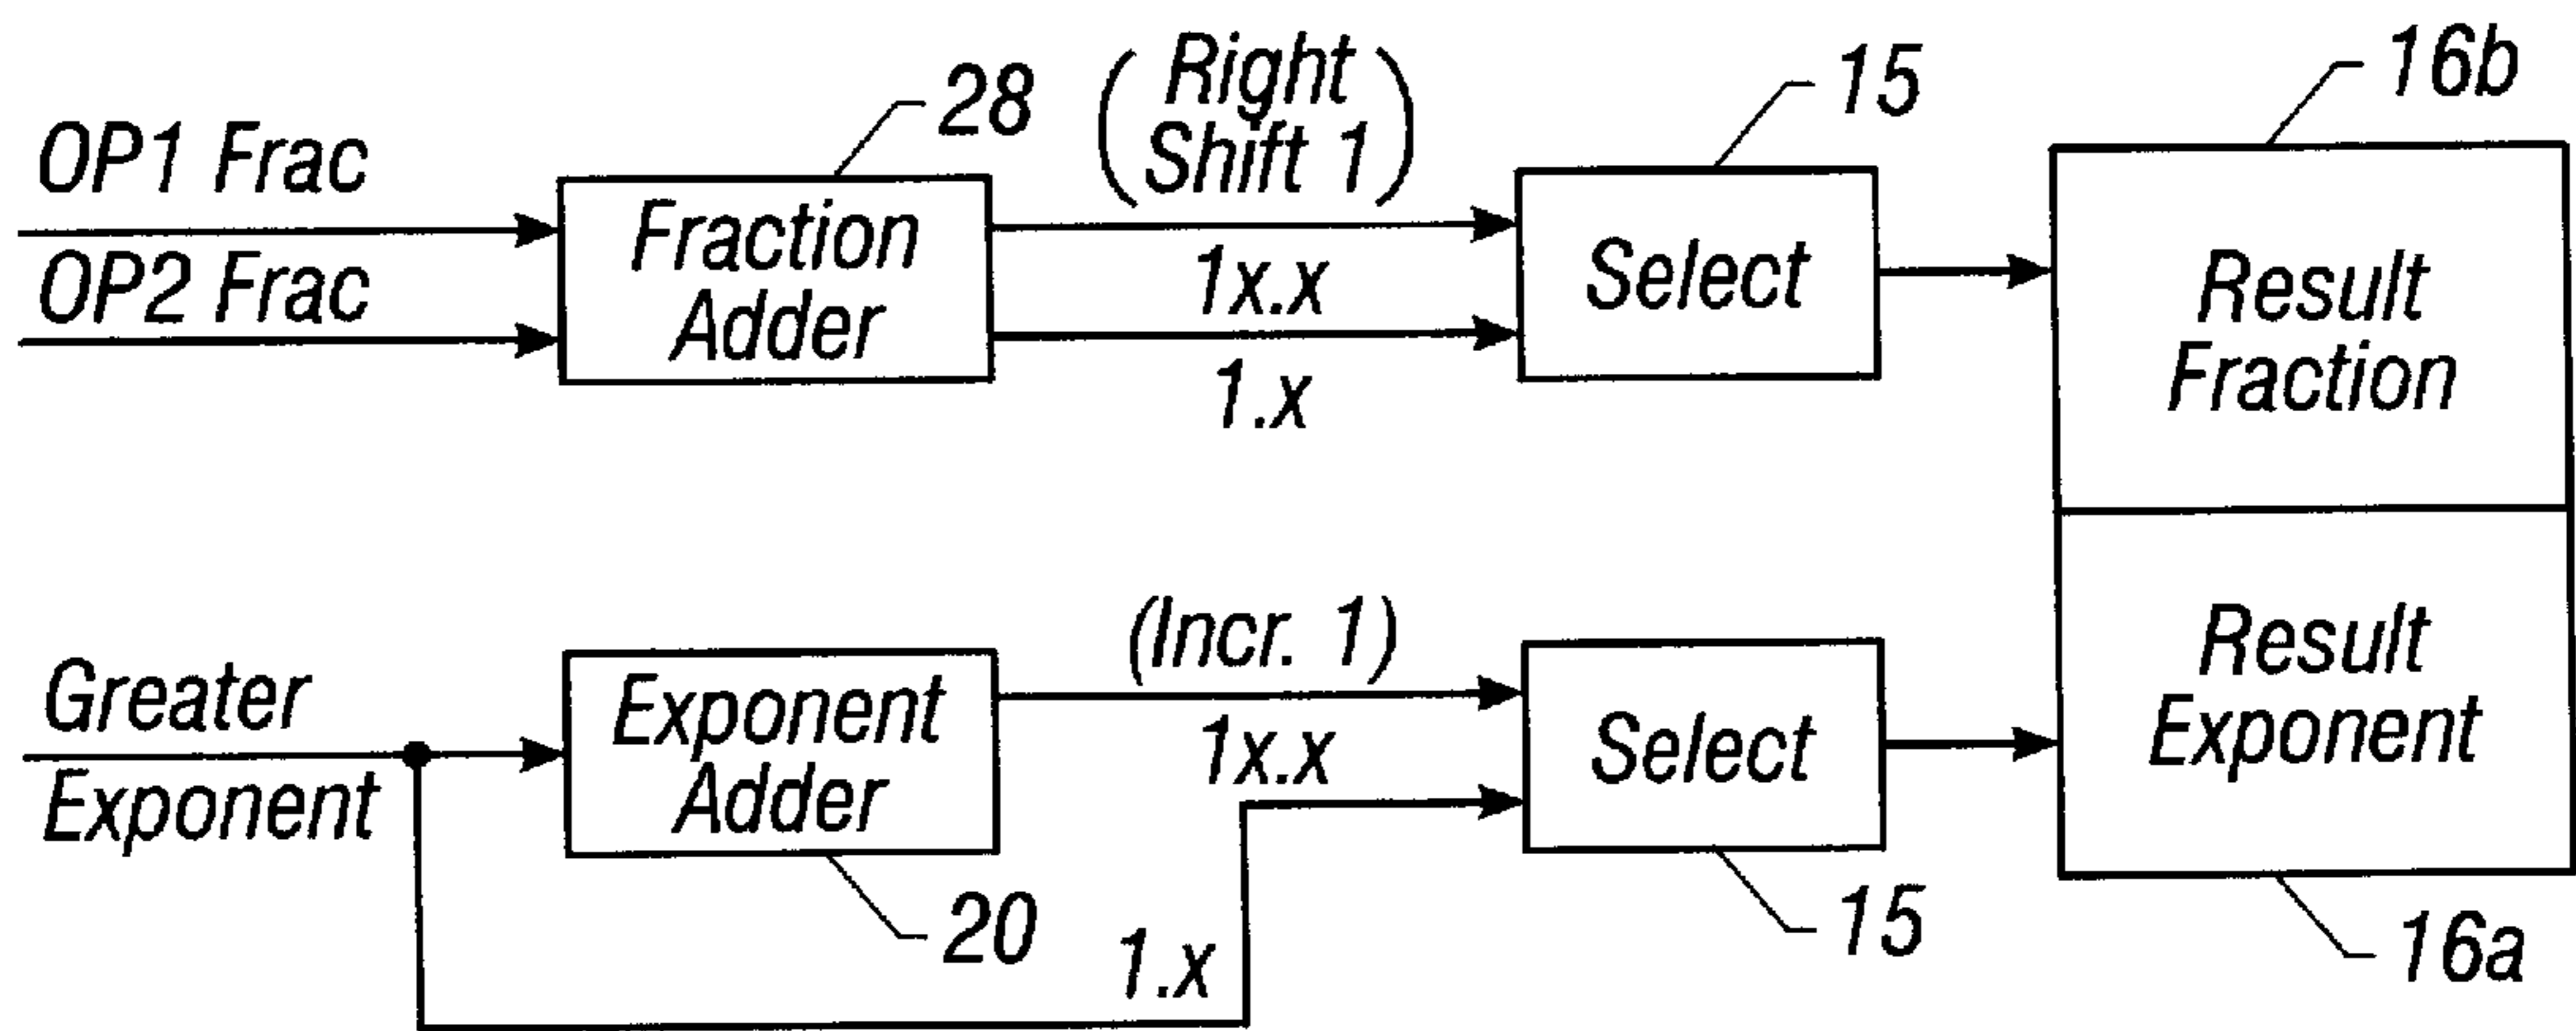 OP1 Frac
OP2 Frac
28
Fraction
Adder
(Right
Shift 1)
1x.x
1.x
15
Select
16b
Result
Fraction
Greater
Exponent
Exponent
Adder
20
(Incr. 1)
1x.x
1.x
Select
15
Result
Exponent
16a